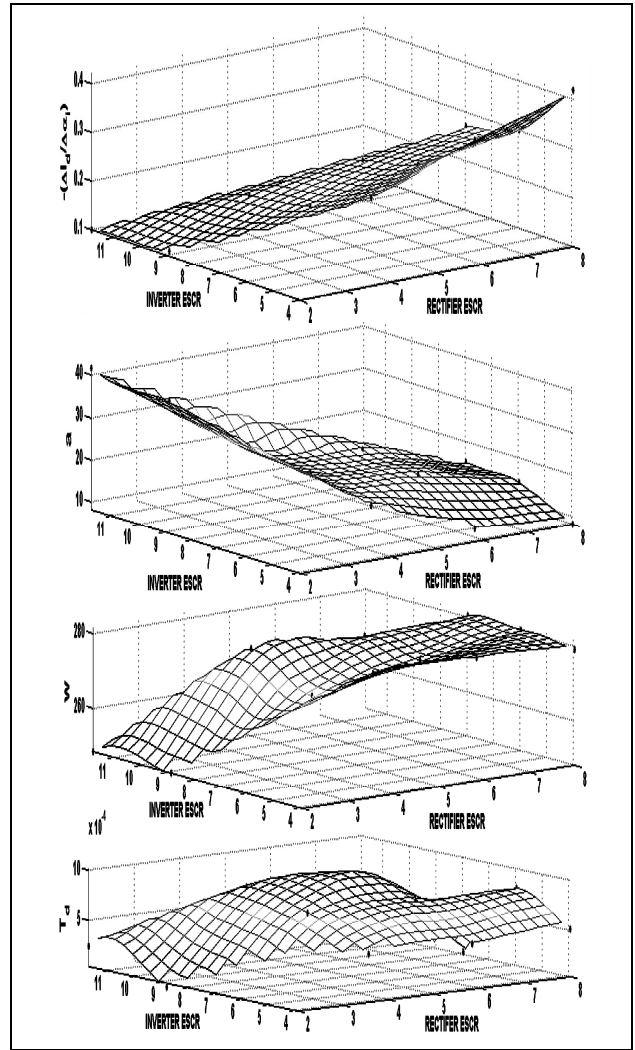 -(ΔI_d/Δα_i)
0.4
0.3
0.2
0.1
11 10 9 8 7 6 5 4
INVERTER ESCR
2 3 4 5 6 7 8
RECTIFIER ESCR
a
40
30
20
10
11 10 9 8 7 6 5 4
INVERTER ESCR
2 3 4 5 6 7 8
RECTIFIER ESCR
W
280
260
11 10 9 8 7 6 5 4
INVERTER ESCR
2 3 4 5 6 7 8
RECTIFIER ESCR
x 10^-4
T_d
10
5
11 10 9 8 7 6 5 4
INVERTER ESCR
2 3 4 5 6 7 8
RECTIFER ESCR